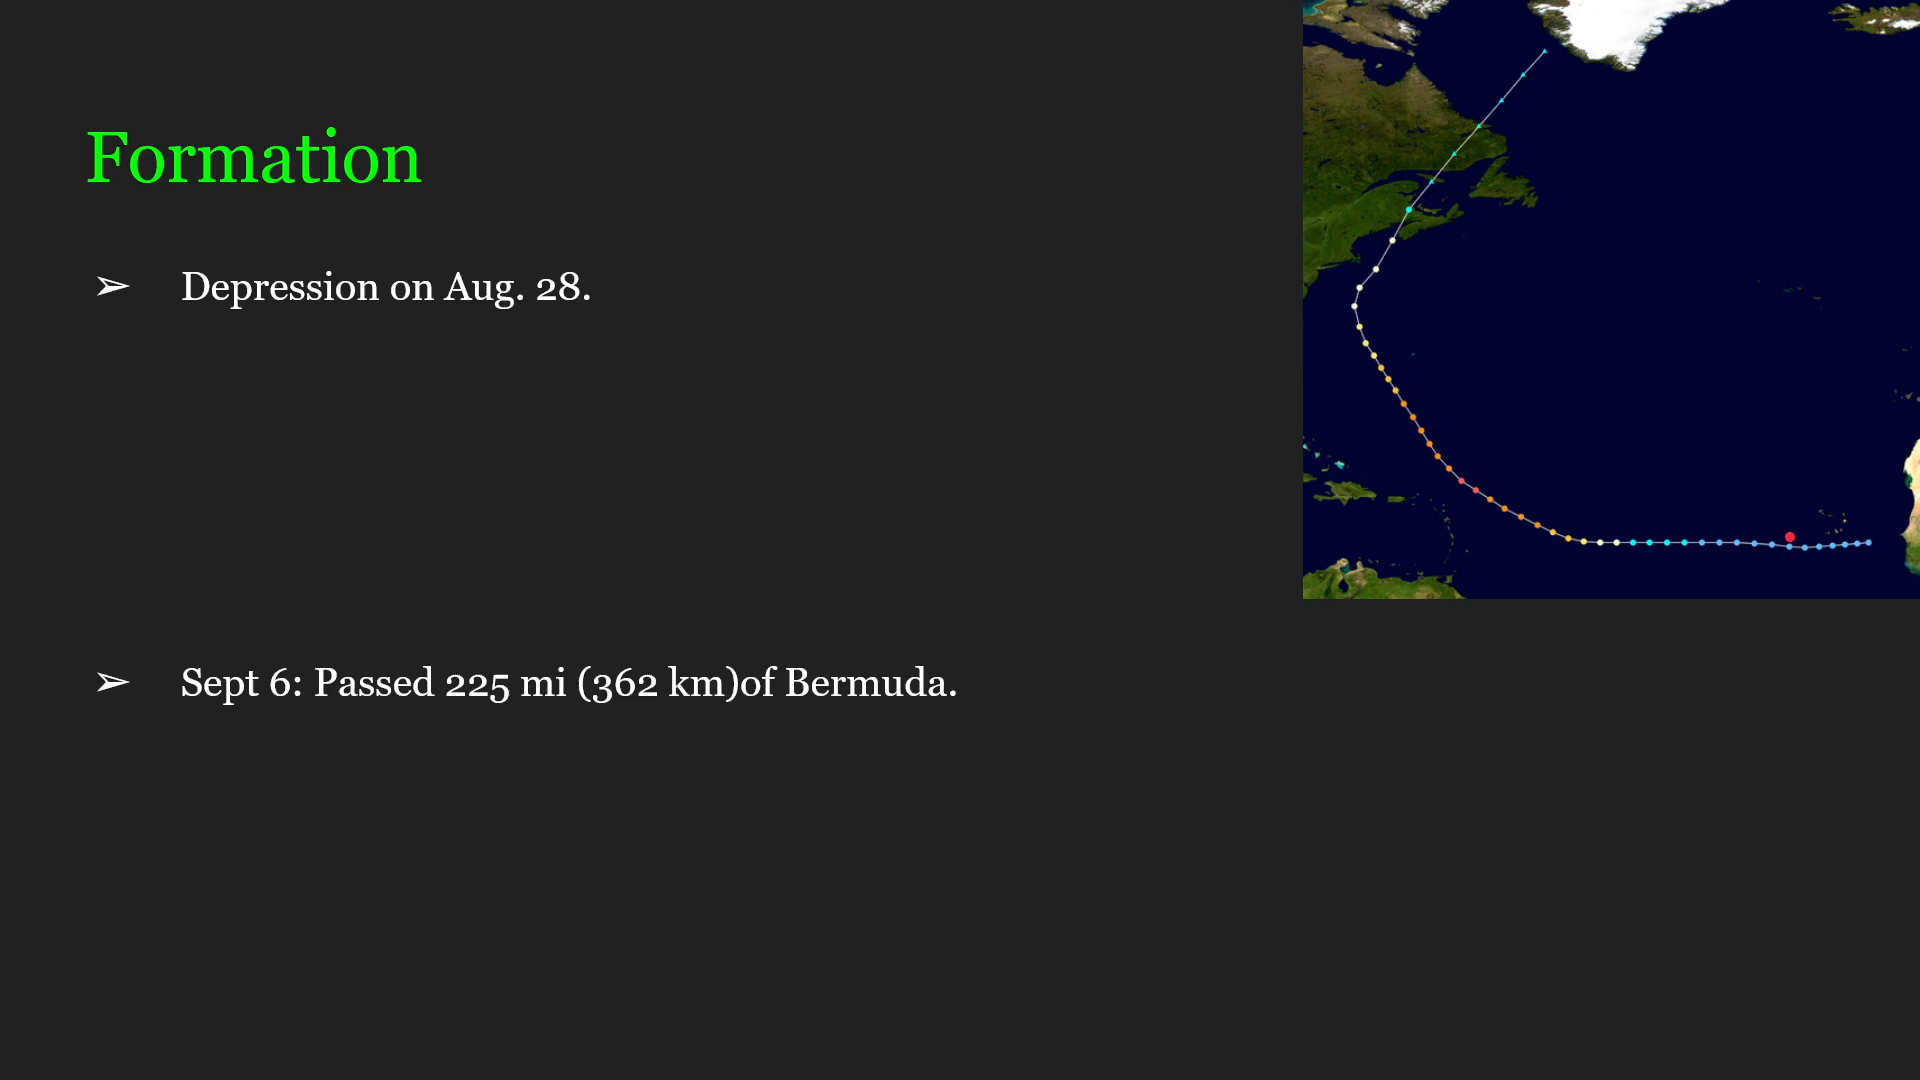 Formation
➢ Depression on Aug. 28.
➢ Sept 6: Passed 225 mi (362 km)of Bermuda.